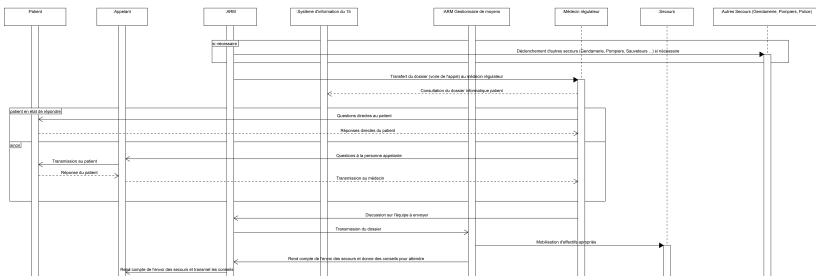 Patient
Appelant
:ARM
Système d'information du 15
:ARM Gestionnaire de moyens
Médecin régulateur
Secours
Autres Secours (Gendarmerie, Pompiers, Police)
si nécessaire
Déclenchement d'autres secours (Gendarmerie, Pompiers, Sauveteurs ...) si nécessaire
Transfert du dossier (voire de l'appel) au médecin régulateur
Consultation du dossier informatique patient
patient en état de répondre
Questions directes au patient
Réponses directes du patient
sinon
Questions à la personne appelante
Transmission au patient
Réponse du patient
Transmission au médecin
Discussion sur l'équipe à envoyer
Transmission du dossier
Mobilisation d'effectifs appropriés
Rend compte de l'envoi des secours et donne des conseils pour attendre
Rend compte de l'envoi des secours et transmet les conseils